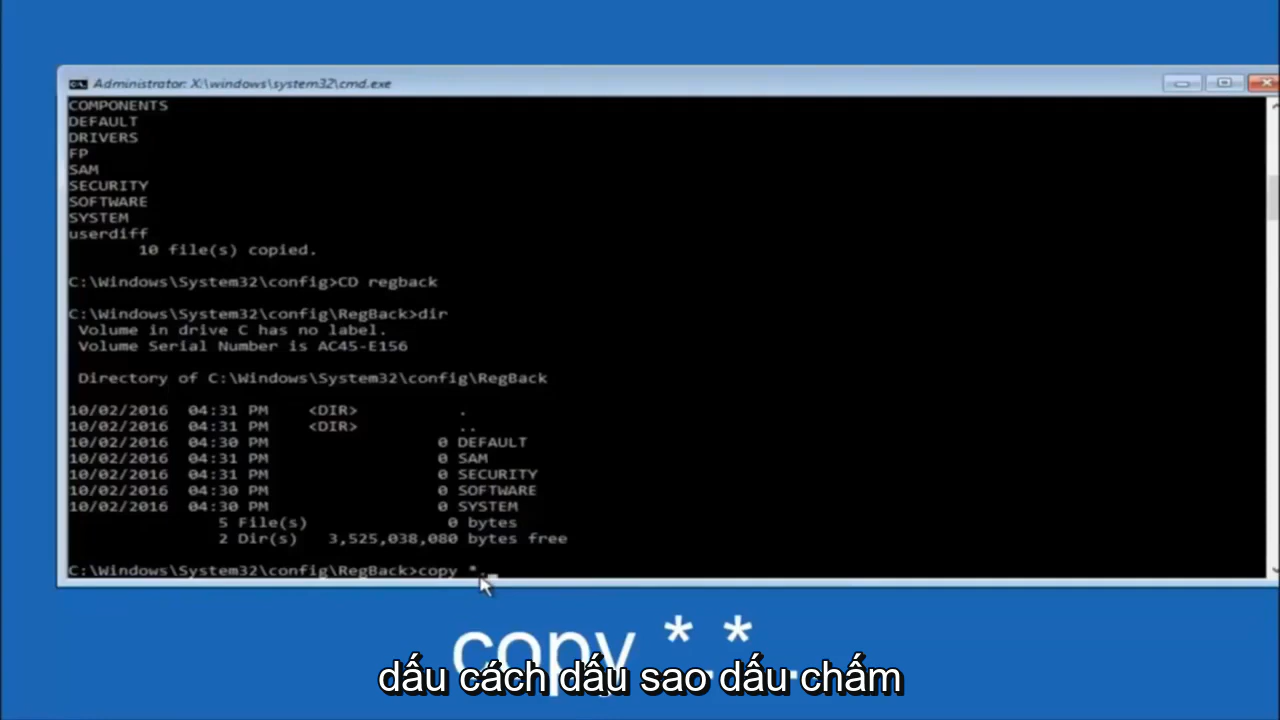 Administrator: X:\windows\system32\cmd.exe
COMPONENTS
DEFAULT
DRIVERS
FP
SAM
SECURITY
SOFTWARE
SYSTEM
userdiff
10 file(s) copied.
C:\Windows\System32\config>CD regback
C:\Windows\System32\config\RegBack>dir
Volume in drive C has no label.
Volume Serial Number is AC45-E156
Directory of C:\Windows\System32\config\RegBack
10/02/2016 04:31 PM <DIR> .
10/02/2016 04:31 PM <DIR> ..
10/02/2016 04:30 PM 0 DEFAULT
10/02/2016 04:31 PM 0 SAM
10/02/2016 04:31 PM 0 SECURITY
10/02/2016 04:30 PM 0 SOFTWARE
10/02/2016 04:30 PM 0 SYSTEM
5 File(s) 0 bytes
2 Dir(s) 3,525,038,080 bytes free
C:\Windows\System32\config\RegBack>copy *._
copy *.* ..
dấu cách dấu sao dấu chấm